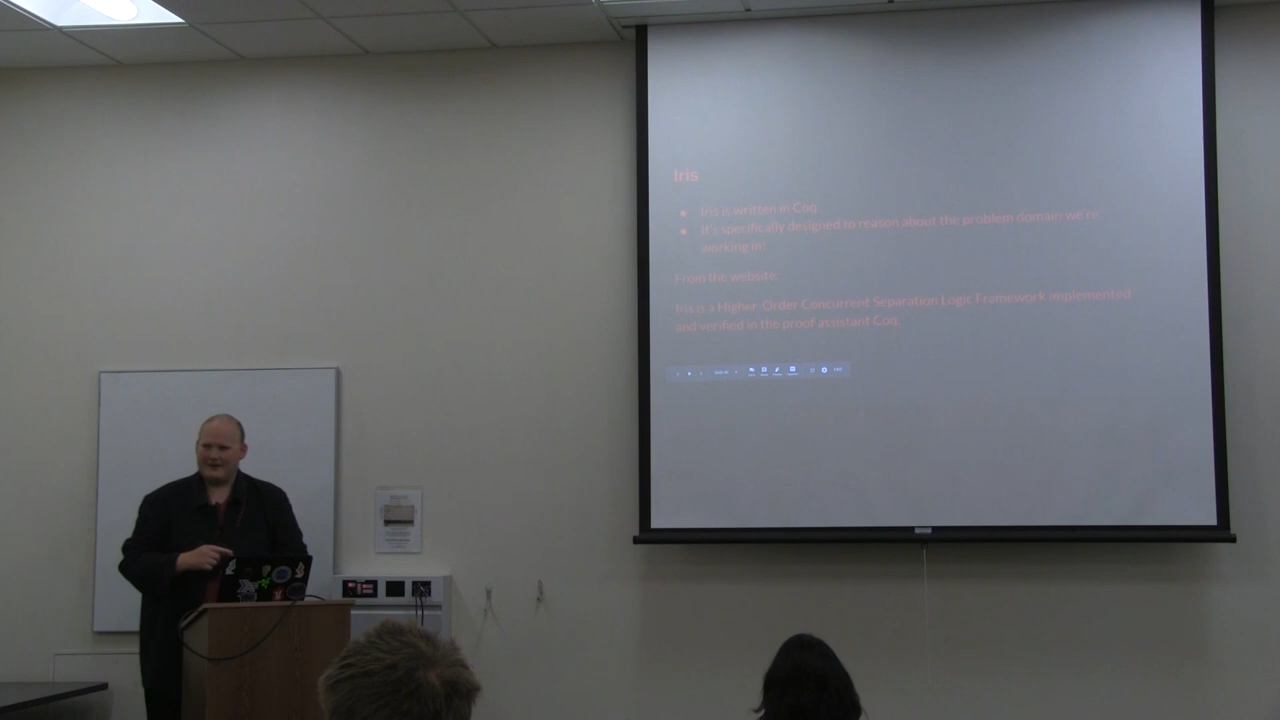 Iris
● Iris is written in Coq
● It's specifically designed to reason about the problem domain we're
working in!
From the website:
Iris is a Higher-Order Concurrent Separation Logic Framework implemented
and verified in the proof assistant Coq.